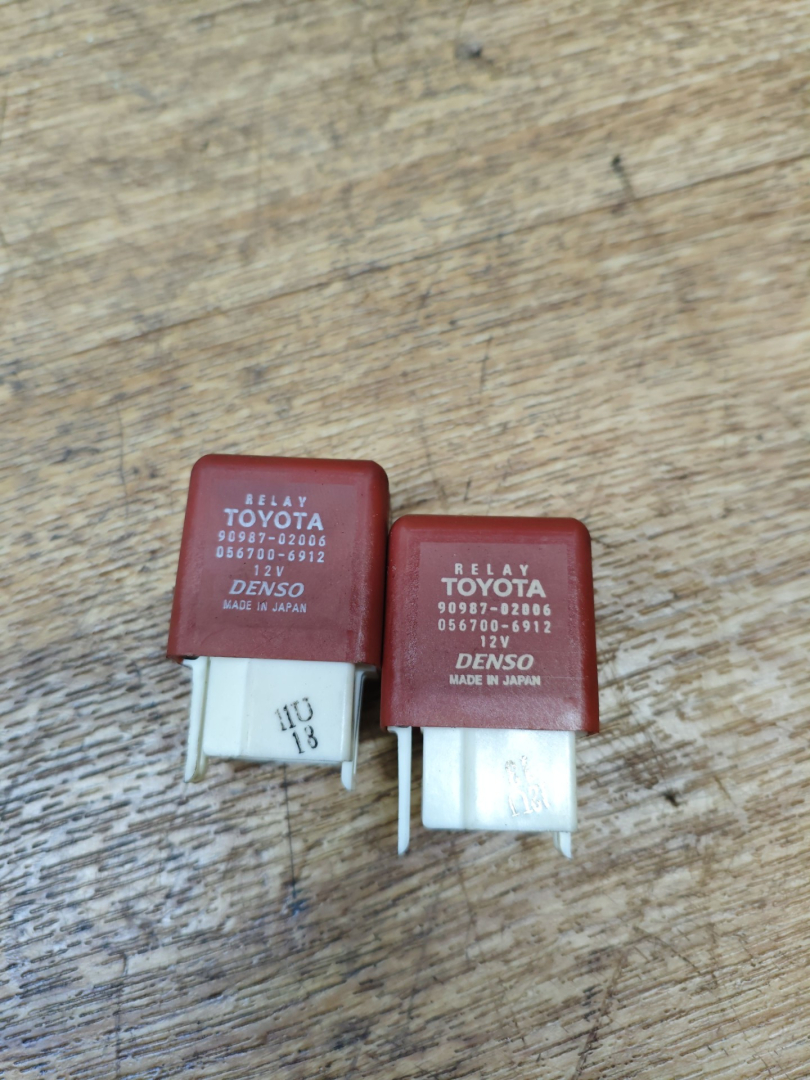 RELAY
TOYOTA
90987-02006
056700-6912
12V
DENSO
MADE IN JAPAN
11U
18
RELAY
TOYOTA
90987-02006
056700-6912
12V
DENSO
MADE IN JAPAN